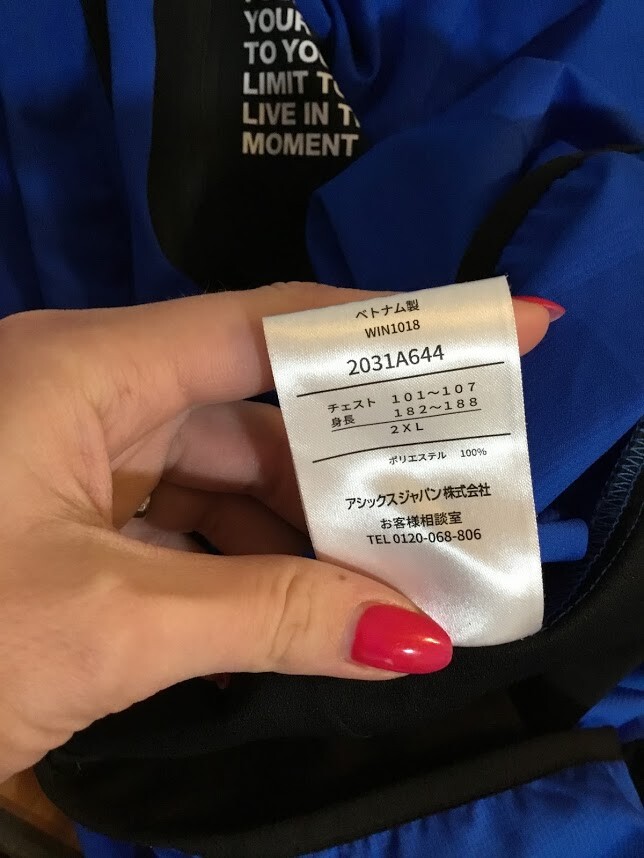 YOUR
TO YOU
LIMIT TO
LIVE IN T
MOMENT
ベトナム製
WIN1018
2031A644
チェスト 101～107
身長 182～188
2XL
ポリエステル 100%
アシックスジャパン株式会社
お客様相談室
TEL 0120-068-806